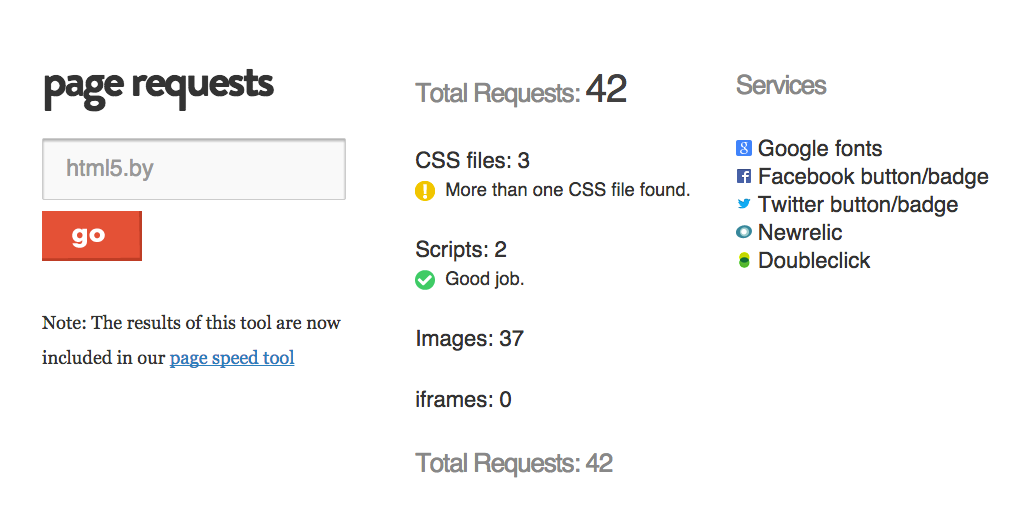 page requests
html5.by
go
Note: The results of this tool are now
included in our page speed tool
Total Requests: 42
CSS files: 3
More than one CSS file found.
Scripts: 2
Good job.
Images: 37
iframes: 0
Total Requests: 42
Services
Google fonts
Facebook button/badge
Twitter button/badge
Newrelic
Doubleclick